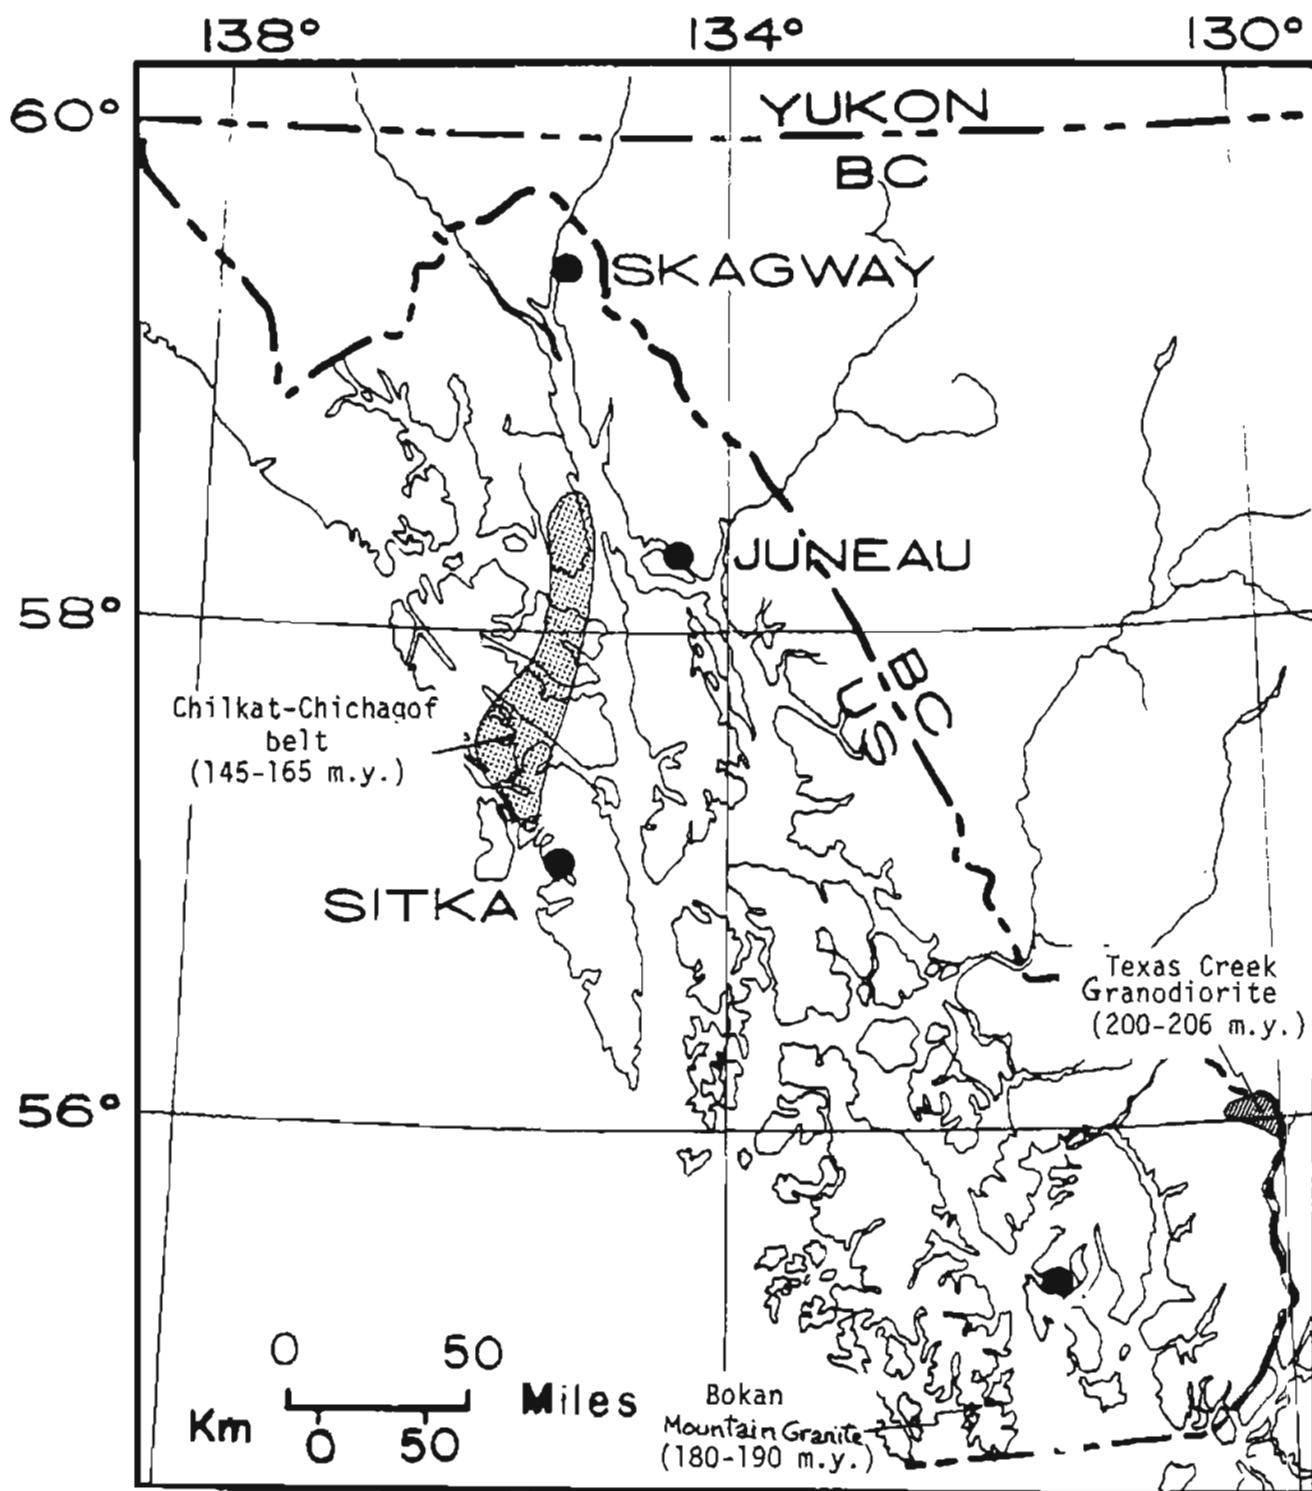 138° 134° 130°
60°
YUKON
BC
SKAGWAY
JUNEAU
58°
BC
US
Chilkat-Chichagof
belt
(145-165 m.y.)
SITKA
Texas Creek
Granodiorite
(200-206 m.y.)
56°
0 50
Miles
Km
0 50
Bokan
Mountain Granite
(180-190 m.y.)